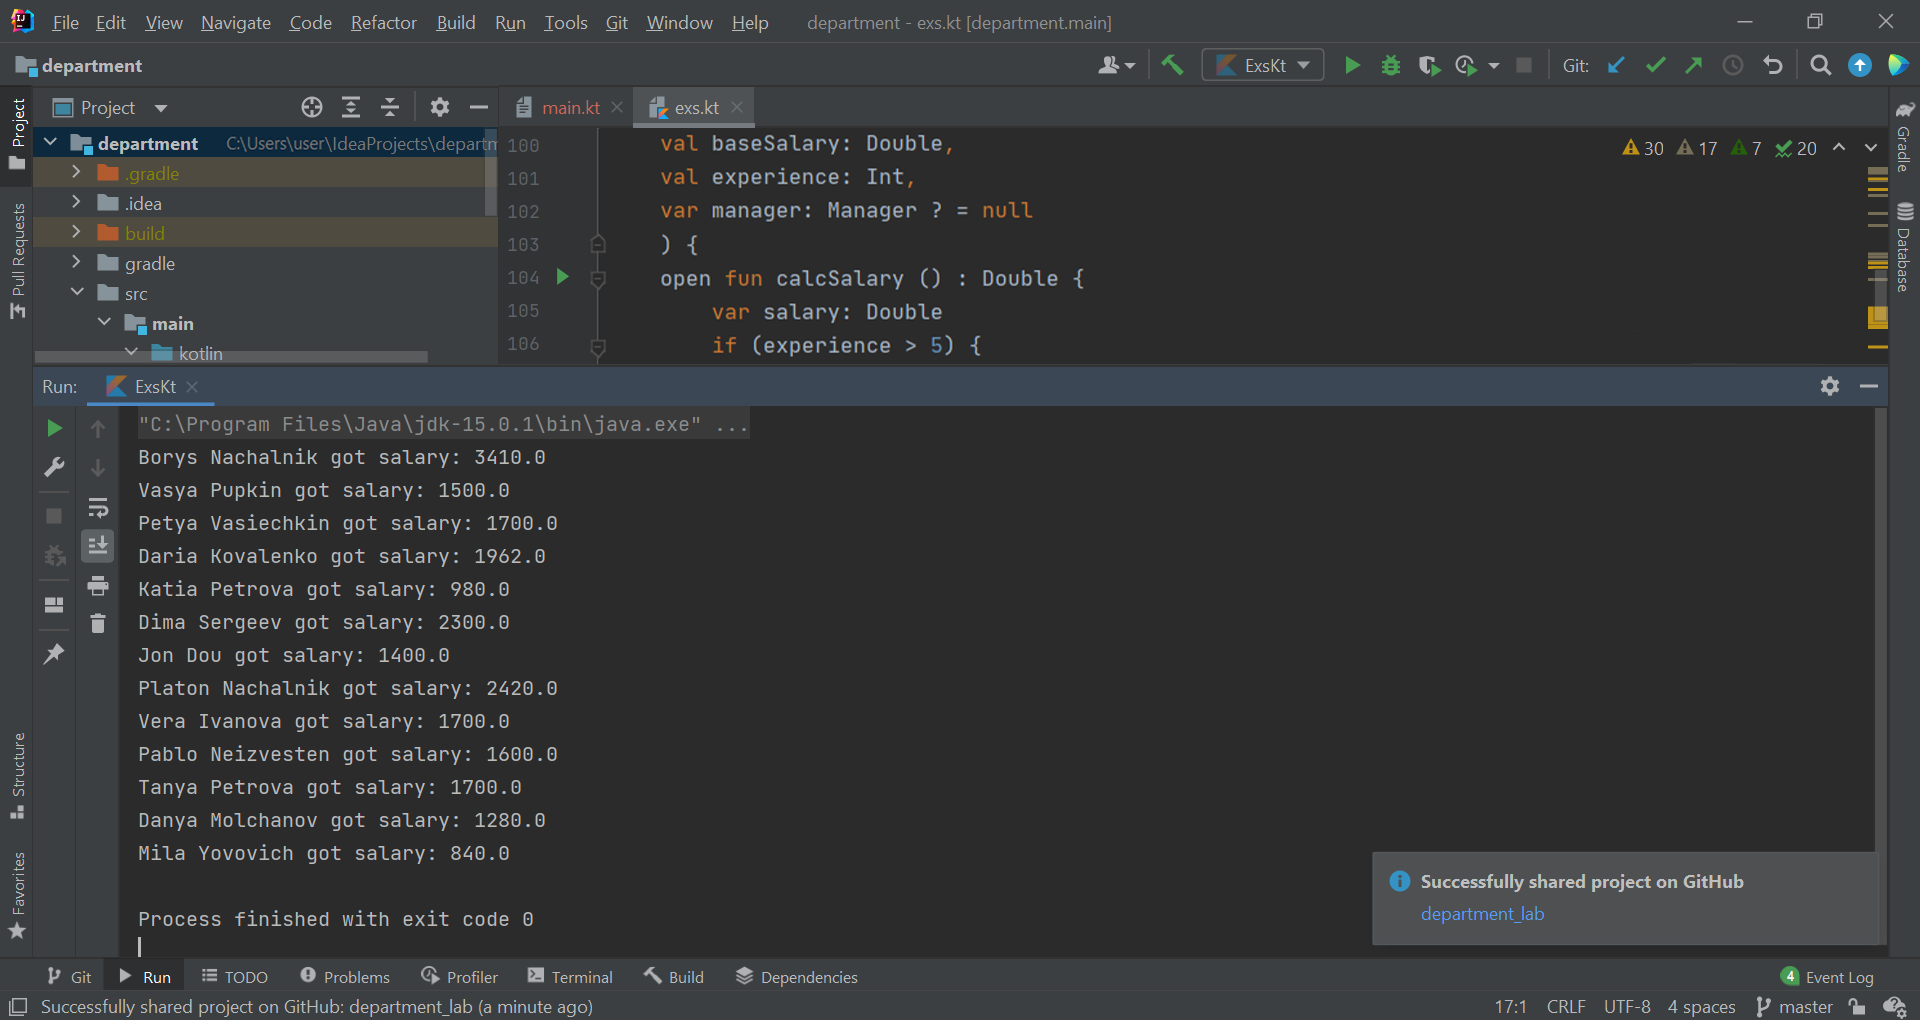 File Edit View Navigate Code Refactor Build Run Tools Git Window Help department - exs.kt [department.main]
department
ExsKt
Git:
Project
main.kt
exs.kt
department C:\Users\user\IdeaProjects\departm
.gradle
.idea
build
gradle
src
main
kotlin
100 val baseSalary: Double,
101 val experience: Int,
102 var manager: Manager ? = null
103 ) {
104 open fun calcSalary () : Double {
105 var salary: Double
106 if (experience > 5) {
30 17 7 20
Project
Pull Requests
Structure
Favorites
Gradle
Database
Run: ExsKt
"C:\Program Files\Java\jdk-15.0.1\bin\java.exe" ...
Borys Nachalnik got salary: 3410.0
Vasya Pupkin got salary: 1500.0
Petya Vasiechkin got salary: 1700.0
Daria Kovalenko got salary: 1962.0
Katia Petrova got salary: 980.0
Dima Sergeev got salary: 2300.0
Jon Dou got salary: 1400.0
Platon Nachalnik got salary: 2420.0
Vera Ivanova got salary: 1700.0
Pablo Neizvesten got salary: 1600.0
Tanya Petrova got salary: 1700.0
Danya Molchanov got salary: 1280.0
Mila Yovovich got salary: 840.0
Process finished with exit code 0
Successfully shared project on GitHub
department_lab
Git Run TODO Problems Profiler Terminal Build Dependencies
4 Event Log
Successfully shared project on GitHub: department_lab (a minute ago)
17:1 CRLF UTF-8 4 spaces master